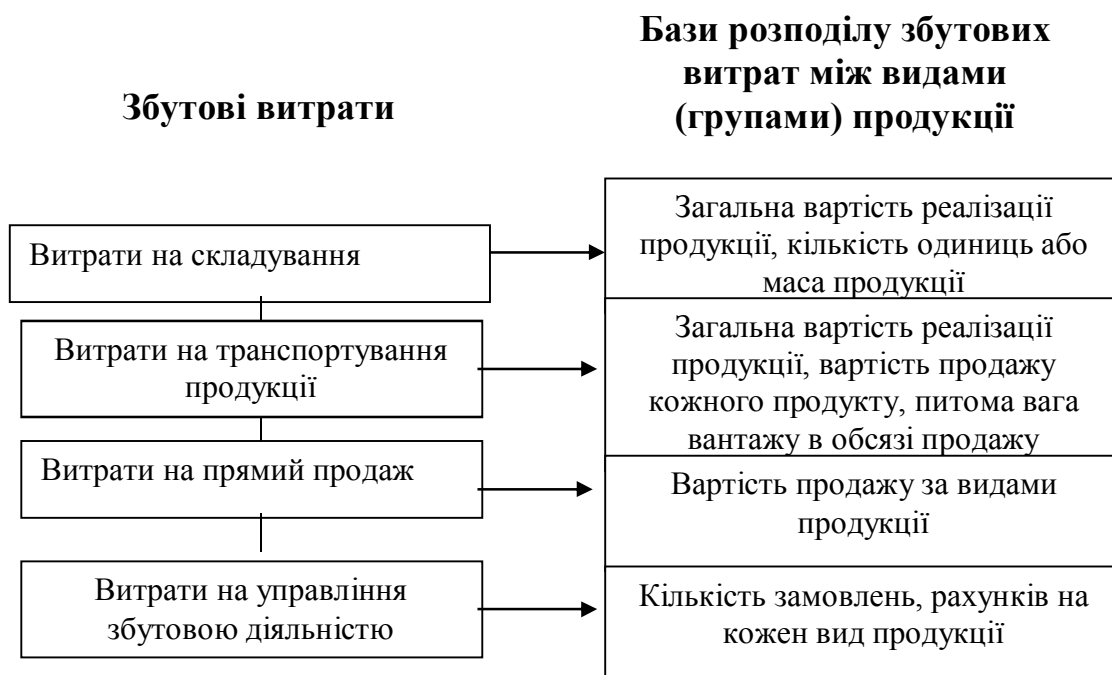 Збутові витрати
Бази розподілу збутових
витрат між видами
(групами) продукції
Витрати на складування
Загальна вартість реалізації
продукції, кількість одиниць або
маса продукції
Витрати на транспортування
продукції
Загальна вартість реалізації
продукції, вартість продажу
кожного продукту, питома вага
вантажу в обсязі продажу
Витрати на прямий продаж
Вартість продажу за видами
продукції
Витрати на управління
збутовою діяльністю
Кількість замовлень, рахунків на
кожен вид продукції